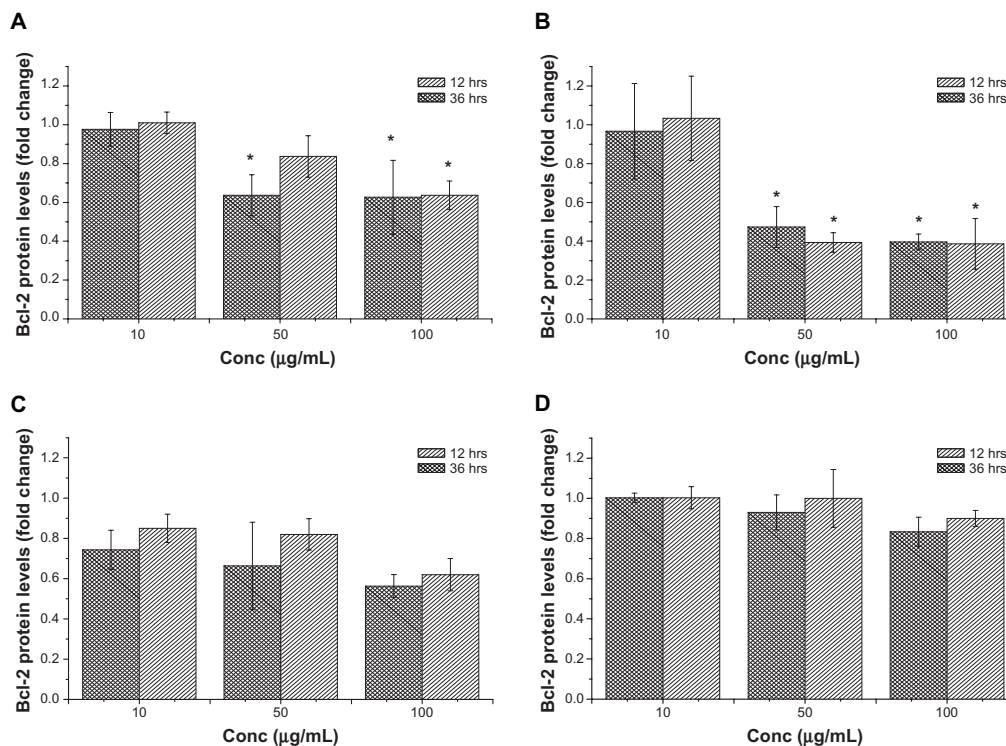 A
Bcl-2 protein levels (fold change)
1.2
1.0
0.8
0.6
0.4
0.2
0.0
12 hrs
36 hrs
*
*
*
10
50
100
Conc (μg/mL)
B
Bcl-2 protein levels (fold change)
1.2
1.0
0.8
0.6
0.4
0.2
0.0
12 hrs
36 hrs
*
*
*
*
10
50
100
Conc (μg/mL)
C
Bcl-2 protein levels (fold change)
1.2
1.0
0.8
0.6
0.4
0.2
0.0
12 hrs
36 hrs
10
50
100
Conc (μg/mL)
D
Bcl-2 protein levels (fold change)
1.2
1.0
0.8
0.6
0.4
0.2
0.0
12 hrs
36 hrs
10
50
100
Conc (μg/mL)